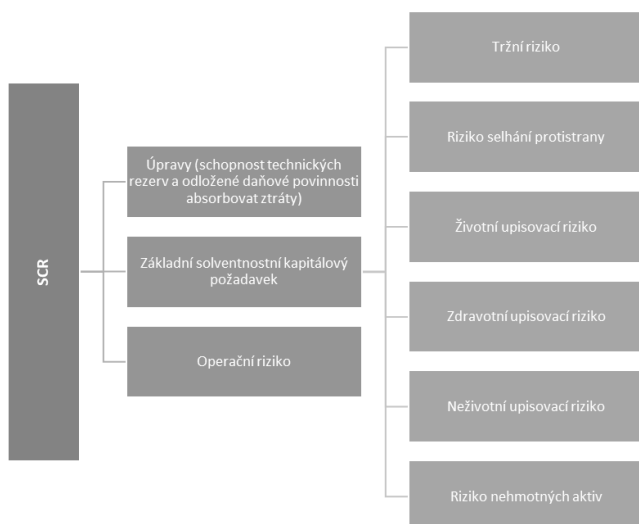 SCR
Úpravy (schopnost technických
rezerv a odložené daňové povinnosti
absorbovat ztráty)
Základní solventnostní kapitálový
požadavek
Operační riziko
Tržní riziko
Riziko selhání protistrany
Životní upisovací riziko
Zdravotní upisovací riziko
Neživotní upisovací riziko
Riziko nehmotných aktiv